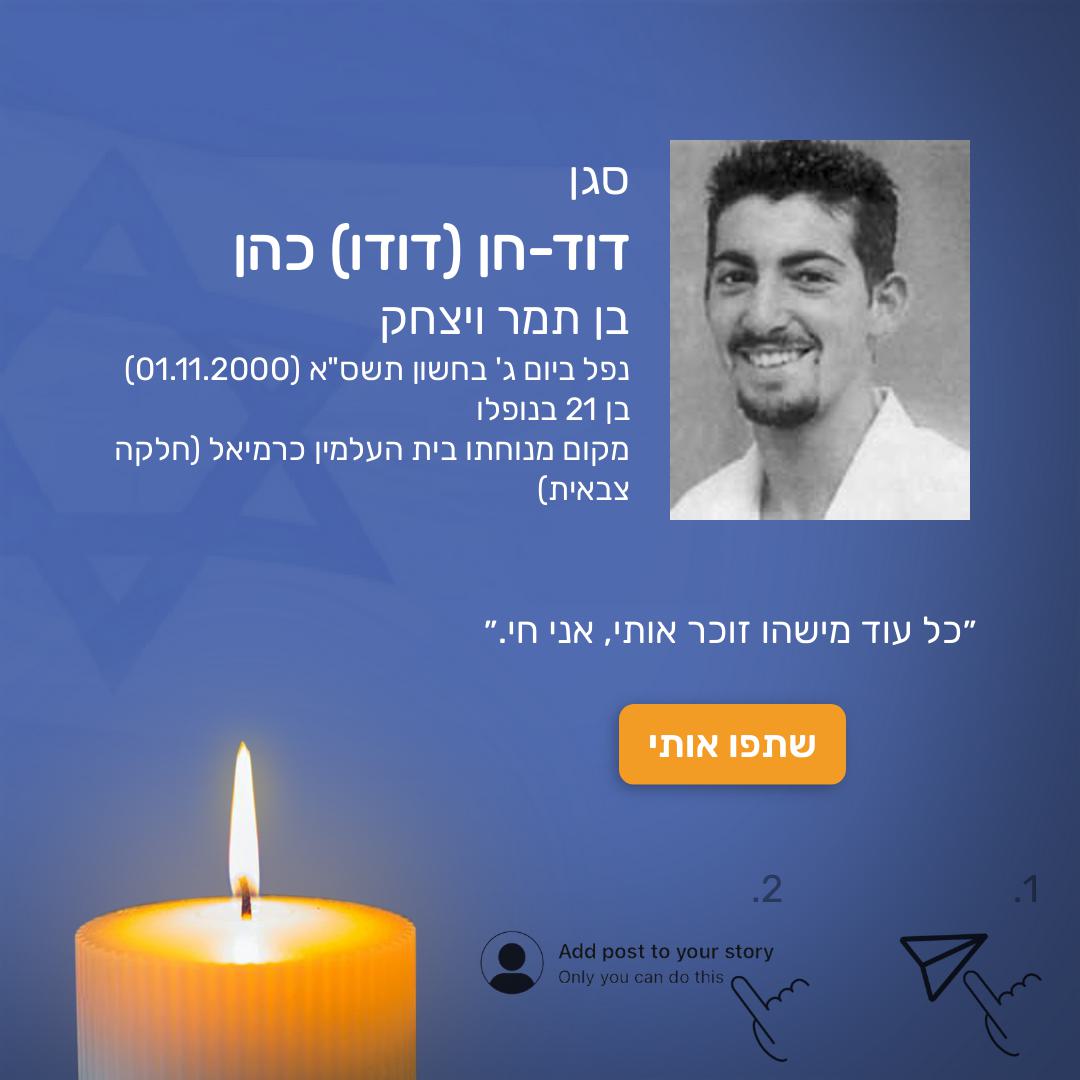 סגן
דוד-חן (דודו) כהן
בן תמר ויצחק
נפל ביום ג' בחשון תשס"א (01.11.2000)
בן 21 בנופלו
מקום מנוחתו בית העלמין כרמיאל (חלקה
צבאית)
״כל עוד מישהו זוכר אותי, אני חי.״
שתפו אותי
.1
.2
Add post to your story
Only you can do this